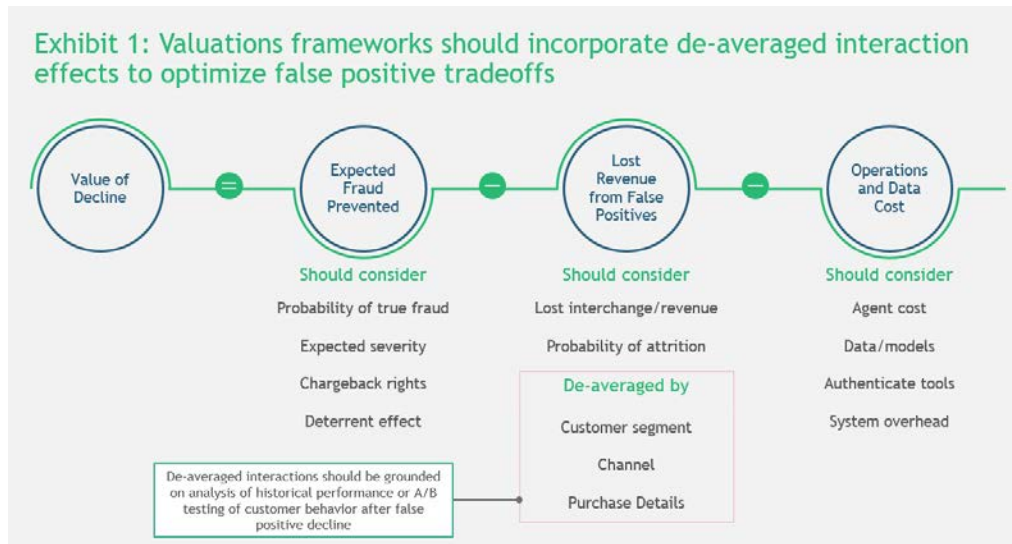 Exhibit 1: Valuations frameworks should incorporate de-averaged interaction
effects to optimize false positive tradeoffs
Value of
Decline
=
Expected
Fraud
Prevented
–
Lost
Revenue
from False
Positives
–
Operations
and Data
Cost
Should consider
Probability of true fraud
Expected severity
Chargeback rights
Deterrent effect
Should consider
Lost interchange/revenue
Probability of attrition
De-averaged by
Customer segment
Channel
Purchase Details
Should consider
Agent cost
Data/models
Authenticate tools
System overhead
De-averaged interactions should be grounded
on analysis of historical performance or A/B
testing of customer behavior after false
positive decline